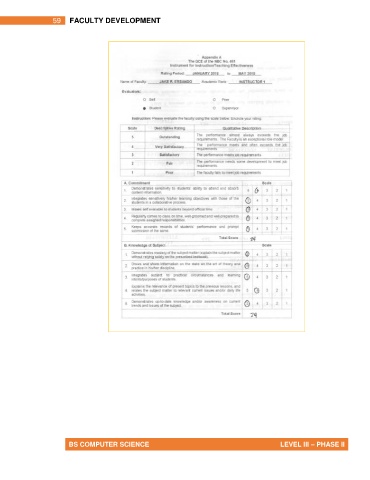 59 FACULTY DEVELOPMENT
Appendix A
The QCE of the NBC No. 461
Instrument for Instruction/Teaching Effectiveness
Rating Period: JANUARY 2018 to MAY 2018
Name of Faculty: Academic Rank: INSTRUCTOR 1
Evaluators:
Self Peer
Student Supervisor
Instruction: Please evaluate the faculty using the scale below. Encircle your rating.
Scale Descriptive Rating Qualitative Description
5 Outstanding The performance almost always exceeds the job
requirements. The Faculty is an exceptional role model
4 Very Satisfactory The performance meets and often exceeds the job
requirements
3 Satisfactory The performance meets job requirements
2 Fair The performance needs some development to meet job
requirements
1 Poor The faculty fails to meet job requirements
A. Commitment Scale
1. Demonstrates sensitivity to students' ability to attend and absorb
content information. 5 4 3 2 1
2. Integrates sensitively his/her learning objectives with those of the
students in a collaborative process. 5 4 3 2 1
3. Makes self available to students beyond official time. 5 4 3 2 1
4. Regularly comes to class on time, well-groomed and well-prepared to
complete assigned responsibilities. 5 4 3 2 1
5. Keeps accurate records of students' performance and prompt
submission of the same. 5 4 3 2 1
Total Score 24
B. Knowledge of Subject Scale
1. Demonstrates mastery of the subject matter (explain the subject matter
without relying solely on the prescribed textbook). 5 4 3 2 1
2. Draws and share information on the state on the art of theory and
practice in his/her discipline. 5 4 3 2 1
3. Integrates subject to practical circumstances and learning
intents/purposes of students. 5 4 3 2 1
4. Explains the relevance of present topics to the previous lessons, and
relates the subject matter to relevant current issues and/or daily life
activities. 5 4 3 2 1
5. Demonstrates up-to-date knowledge and/or awareness on current
trends and issues of the subject. 5 4 3 2 1
Total Score 24
BS COMPUTER SCIENCE LEVEL III – PHASE II